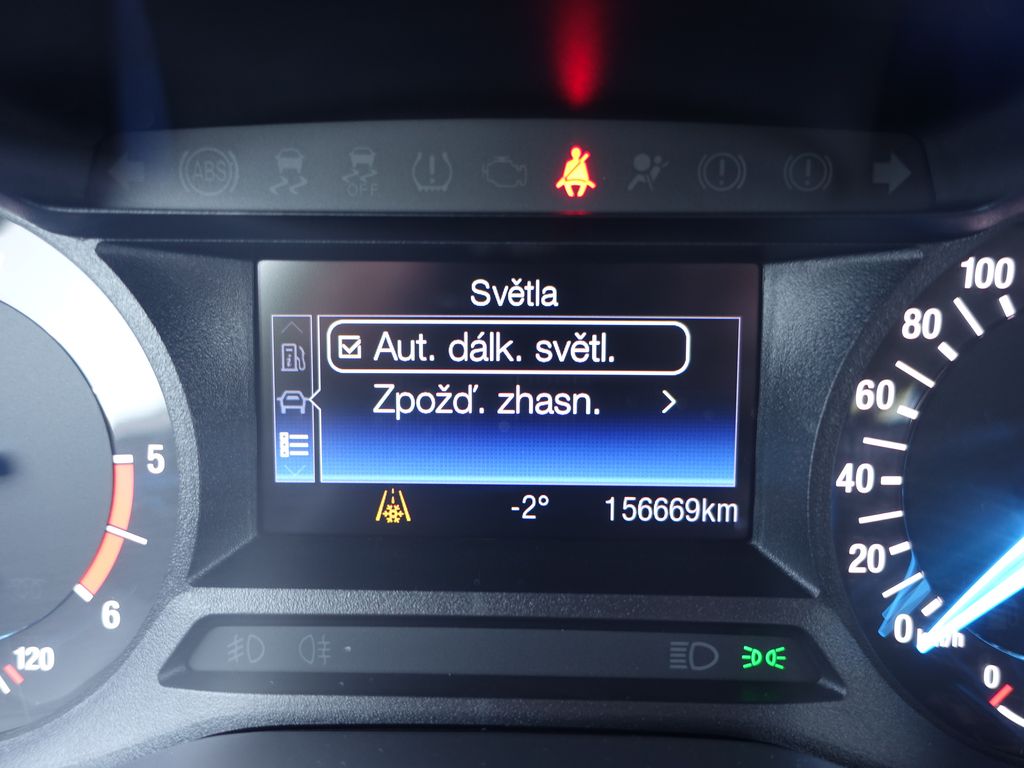 ABS
OFF
Světla
Aut. dálk. světl.
Zpožď. zhasn.
-2° 156669km
5
6
120
100
80
60
40
20
0 km/h
0